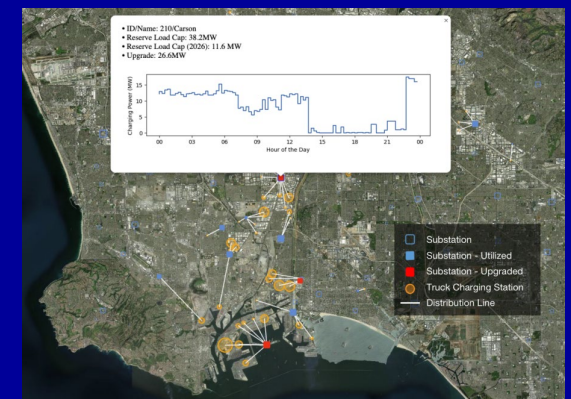 • ID/Name: 210/Carson
• Reserve Load Cap: 38.2MW
• Reserve Load Cap (2026): 11.6 MW
• Upgrade: 26.6MW
×
Charging Power (MW)
15
10
5
0
00 03 06 09 12 15 18 21 00
Hour of the Day
Substation
Substation - Utilized
Substation - Upgraded
Truck Charging Station
Distribution Line